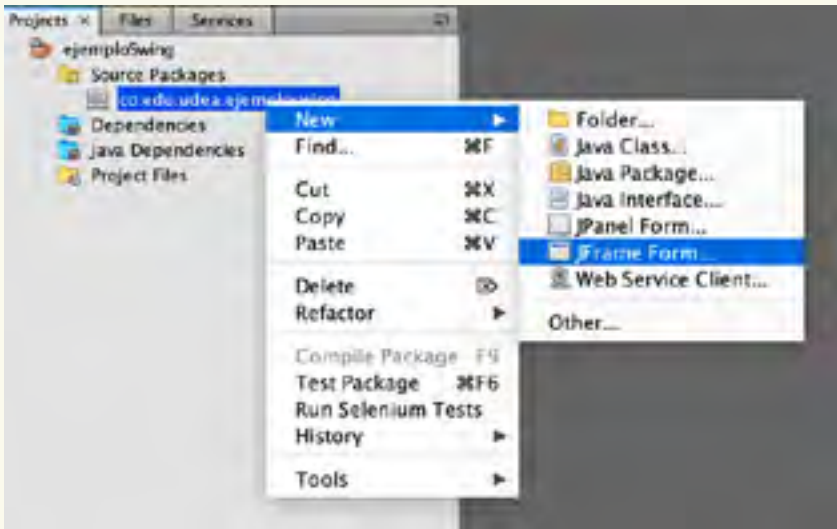 Projects Files Services
ejemploSwing
Source Packages
co.edu.udea.ejemploswing
Dependencies
Java Dependencies
Project Files
New
Find... ⌘F
Cut ⌘X
Copy ⌘C
Paste ⌘V
Delete ⌦
Refactor
Compile Package F9
Test Package ⌘F6
Run Selenium Tests
History
Tools
Folder...
Java Class...
Java Package...
Java Interface...
JPanel Form...
JFrame Form...
Web Service Client...
Other...